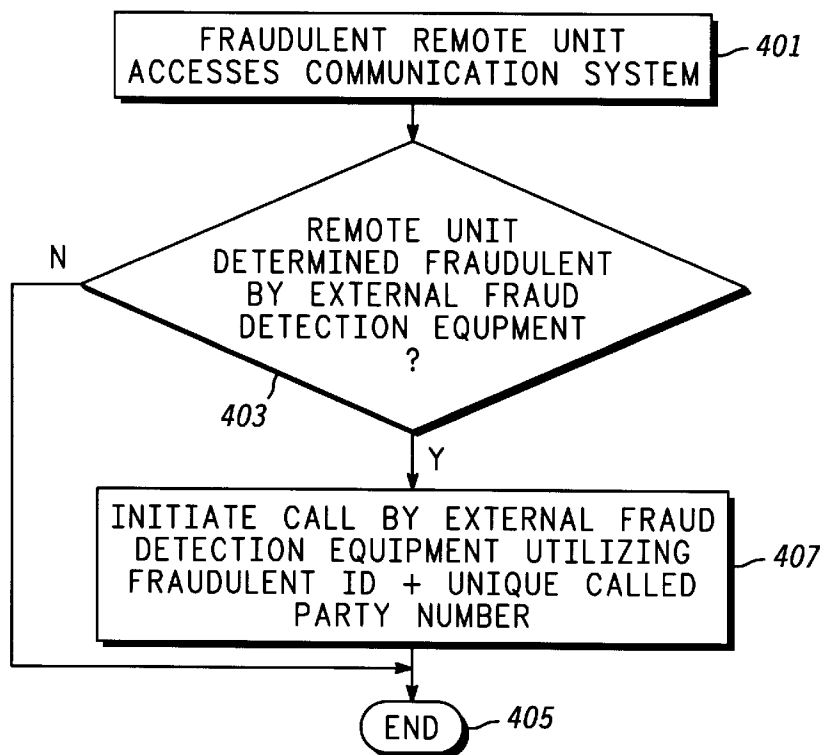 FRAUDULENT REMOTE UNIT
ACCESSES COMMUNICATION SYSTEM
401
N
REMOTE UNIT
DETERMINED FRAUDULENT
BY EXTERNAL FRAUD
DETECTION EQUPMENT
?
403
Y
INITIATE CALL BY EXTERNAL FRAUD
DETECTION EQUIPMENT UTILIZING
FRAUDULENT ID + UNIQUE CALLED
PARTY NUMBER
407
END
405